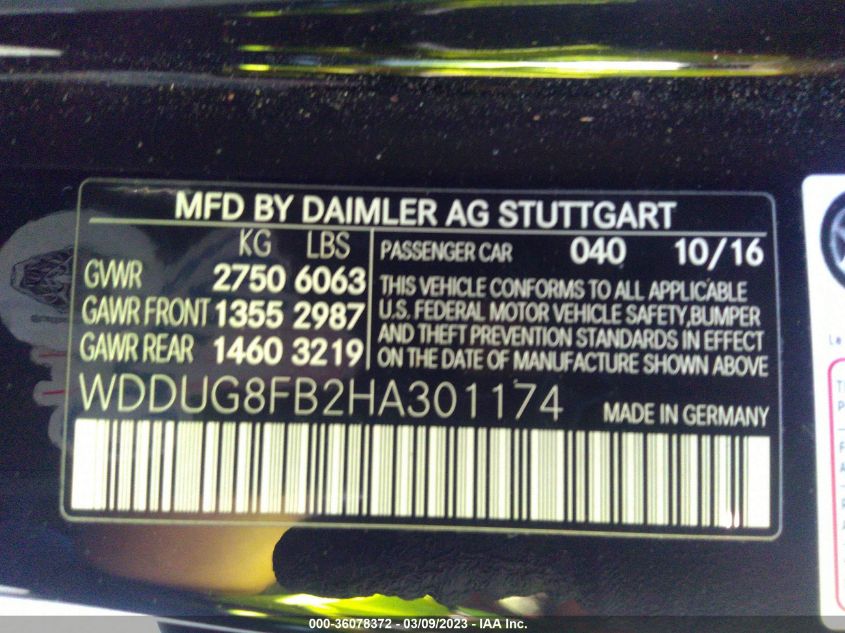 MFD BY DAIMLER AG STUTTGART
KG LBS
GVWR 2750 6063
GAWR FRONT 1355 2987
GAWR REAR 1460 3219
PASSENGER CAR 040 10/16
THIS VEHICLE CONFORMS TO ALL APPLICABLE
U.S. FEDERAL MOTOR VEHICLE SAFETY,BUMPER
AND THEFT PREVENTION STANDARDS IN EFFECT
ON THE DATE OF MANUFACTURE SHOWN ABOVE
WDDUG8FB2HA301174 MADE IN GERMANY
Le
000-36078372 - 03/09/2023 - IAA Inc.